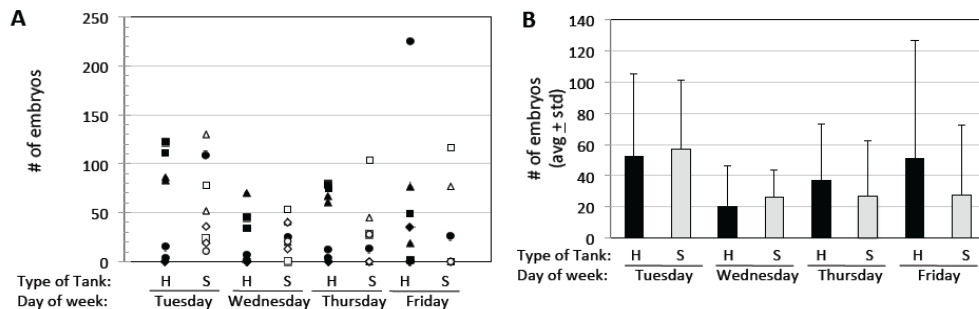 A
250
200
150
100
50
0
# of embryos
Type of Tank: H S H S H S H S
Day of week: Tuesday Wednesday Thursday Friday
B
140
120
100
80
60
40
20
0
# of embryos
(avg ± std)
Type of Tank: H S H S H S H S
Day of week: Tuesday Wednesday Thursday Friday